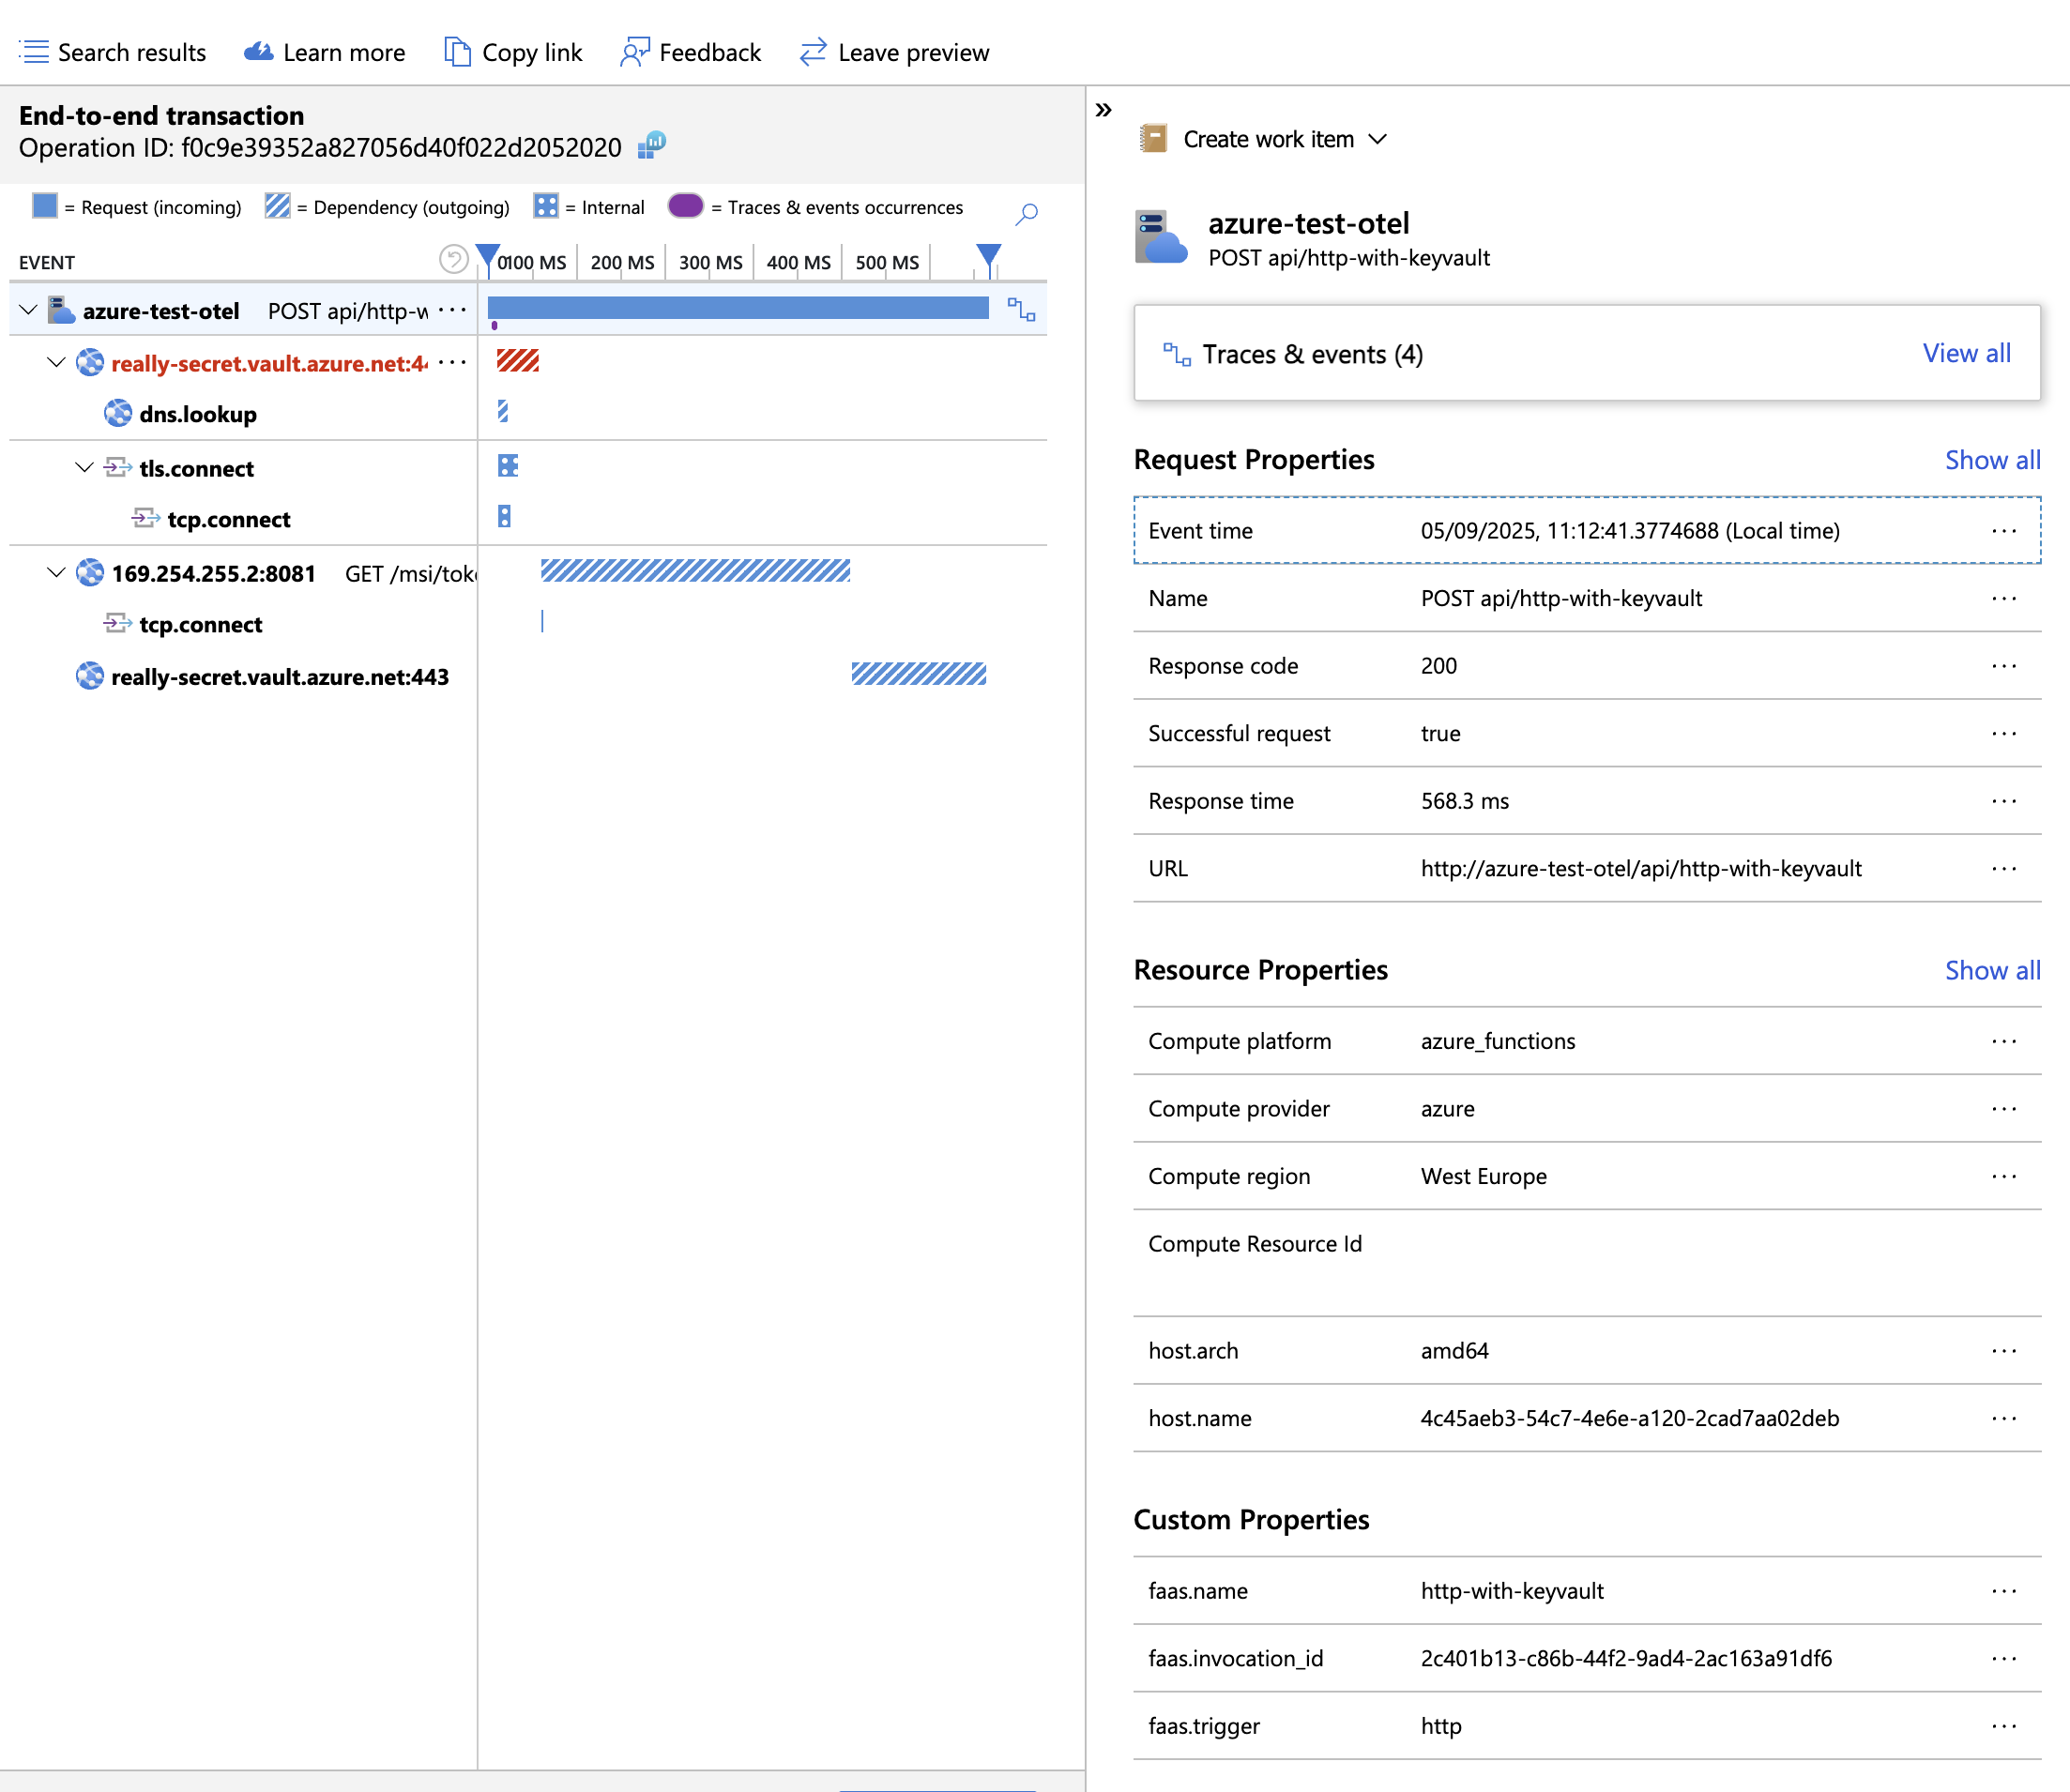 Search results Learn more Copy link Feedback Leave preview
End-to-end transaction
Operation ID: f0c9e39352a827056d40f022d2052020
= Request (incoming) = Dependency (outgoing) = Internal = Traces & events occurrences
EVENT 0 100 MS 200 MS 300 MS 400 MS 500 MS
azure-test-otel POST api/http-w ...
really-secret.vault.azure.net:4 ...
dns.lookup
tls.connect
tcp.connect
169.254.255.2:8081 GET /msi/tok
tcp.connect
really-secret.vault.azure.net:443
Create work item
azure-test-otel
POST api/http-with-keyvault
Traces & events (4) View all
Request Properties Show all
Event time 05/09/2025, 11:12:41.3774688 (Local time) ...
Name POST api/http-with-keyvault ...
Response code 200 ...
Successful request true ...
Response time 568.3 ms ...
URL http://azure-test-otel/api/http-with-keyvault ...
Resource Properties Show all
Compute platform azure_functions ...
Compute provider azure ...
Compute region West Europe ...
Compute Resource Id
host.arch amd64 ...
host.name 4c45aeb3-54c7-4e6e-a120-2cad7aa02deb ...
Custom Properties
faas.name http-with-keyvault ...
faas.invocation_id 2c401b13-c86b-44f2-9ad4-2ac163a91df6 ...
faas.trigger http ...